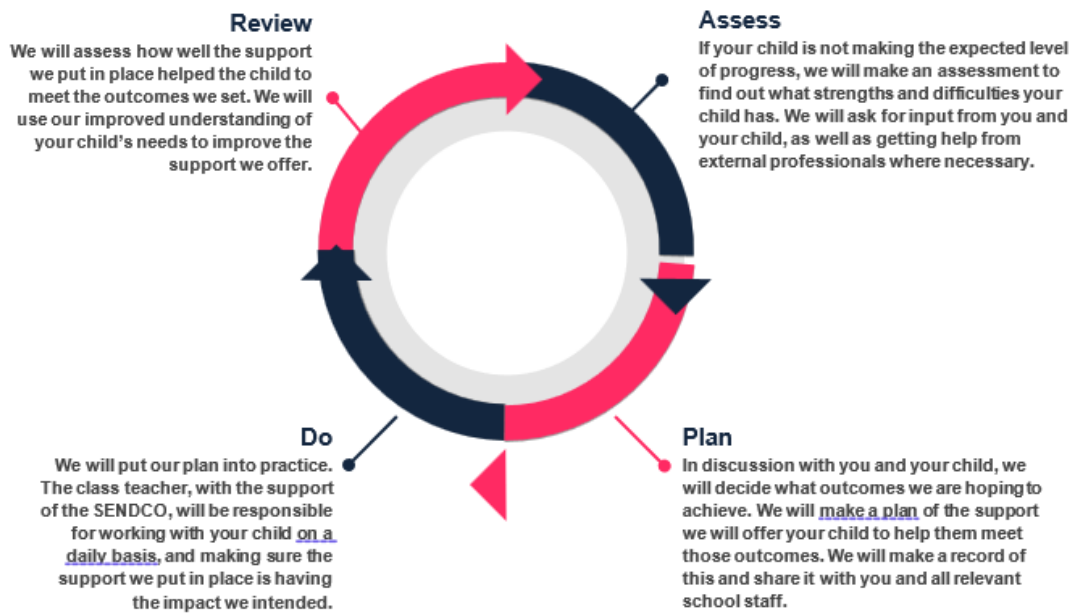 Review
We will assess how well the support
we put in place helped the child to
meet the outcomes we set. We will
use our improved understanding of
your child's needs to improve the
support we offer.
Assess
If your child is not making the expected level
of progress, we will make an assessment to
find out what strengths and difficulties your
child has. We will ask for input from you and
your child, as well as getting help from
external professionals where necessary.
Do
We will put our plan into practice.
The class teacher, with the support
of the SENDCO, will be responsible
for working with your child on a
daily basis, and making sure the
support we put in place is having
the impact we intended.
Plan
In discussion with you and your child, we
will decide what outcomes we are hoping to
achieve. We will make a plan of the support
we will offer your child to help them meet
those outcomes. We will make a record of
this and share it with you and all relevant
school staff.